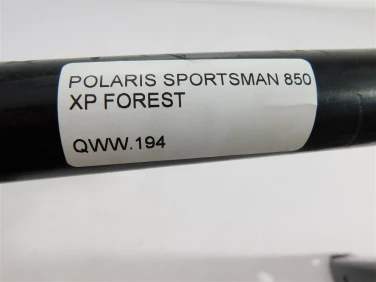 POLARIS SPORTSMAN 850
XP FOREST
QWW.194